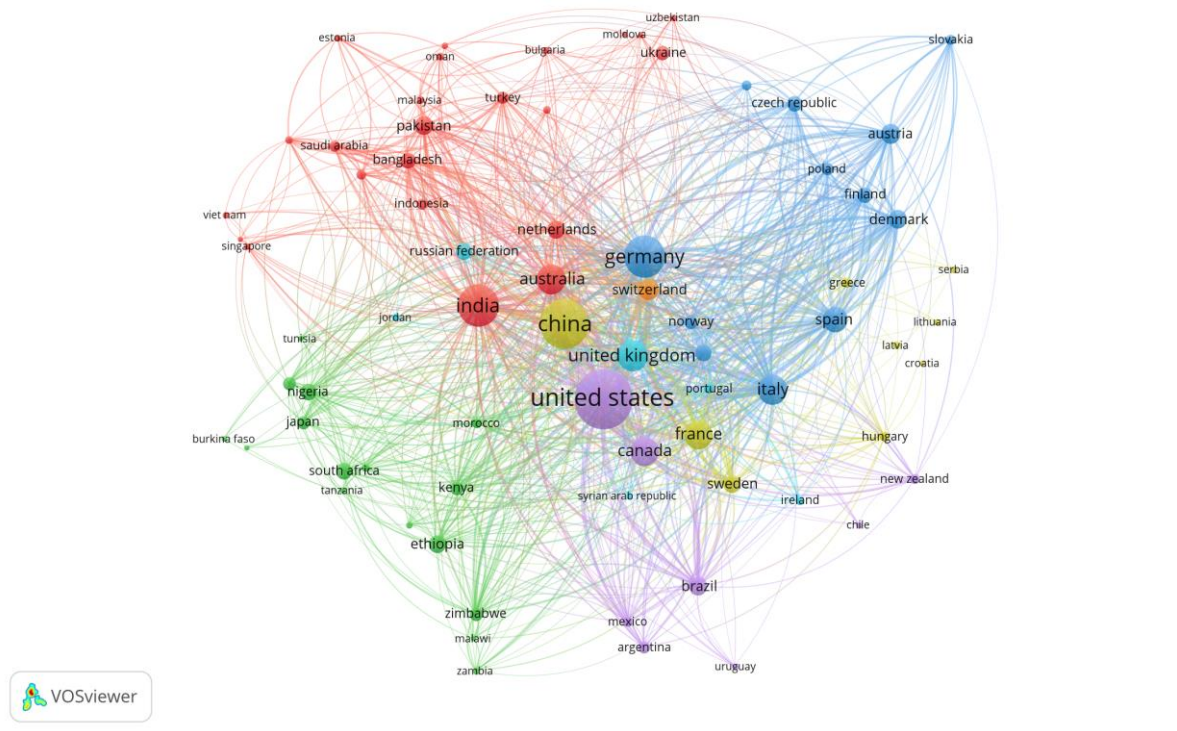 uzbekistan
moldova
estonia
slovakia
bulgaria
ukraine
oman
malaysia
turkey
czech republic
pakistan
austria
saudi arabia
bangladesh
poland
finland
indonesia
viet nam
denmark
netherlands
singapore
russian federation
germany
serbia
australia
greece
switzerland
india
jordan
china
norway
spain
lithuania
tunisia
latvia
united kingdom
croatia
nigeria
portugal
italy
united states
japan
morocco
france
burkina faso
hungary
canada
south africa
new zealand
tanzania
kenya
sweden
syrian arab republic
ireland
chile
ethiopia
brazil
zimbabwe
mexico
malawi
argentina
uruguay
zambia
VOSviewer